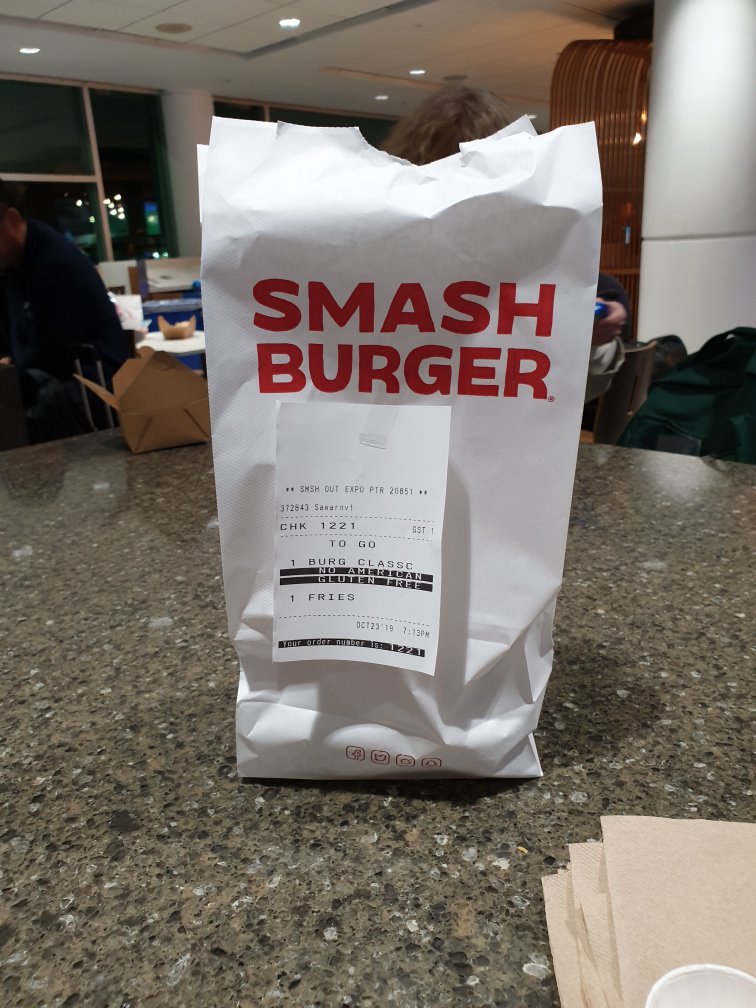 SMASH
BURGER®
** SMSH OUT EXPO PTR 20851 **
372843 Sawarnvi
CHK 1221 GST 1
TO GO
1 BURG CLASSC
NO AMERICAN
GLUTEN FREE
1 FRIES
OCT23'19 7:13PM
Your order number is: 1221